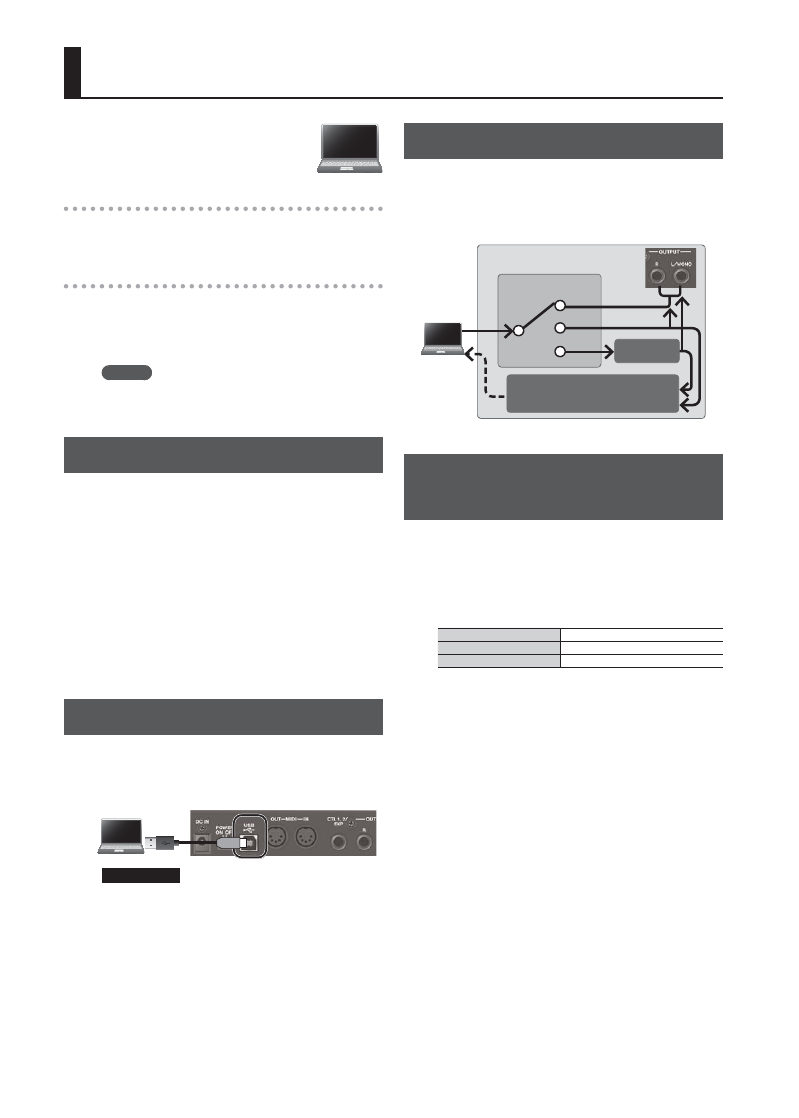 OUTPUT
R L/MONO
DC IN
POWER
ON OFF
USB
OUT MIDI IN
CTL 1, 2/
EXP
OUT
R